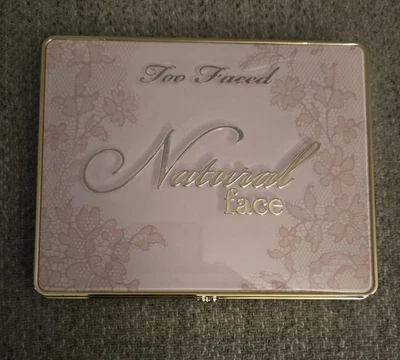 Too Faced
Natural
face